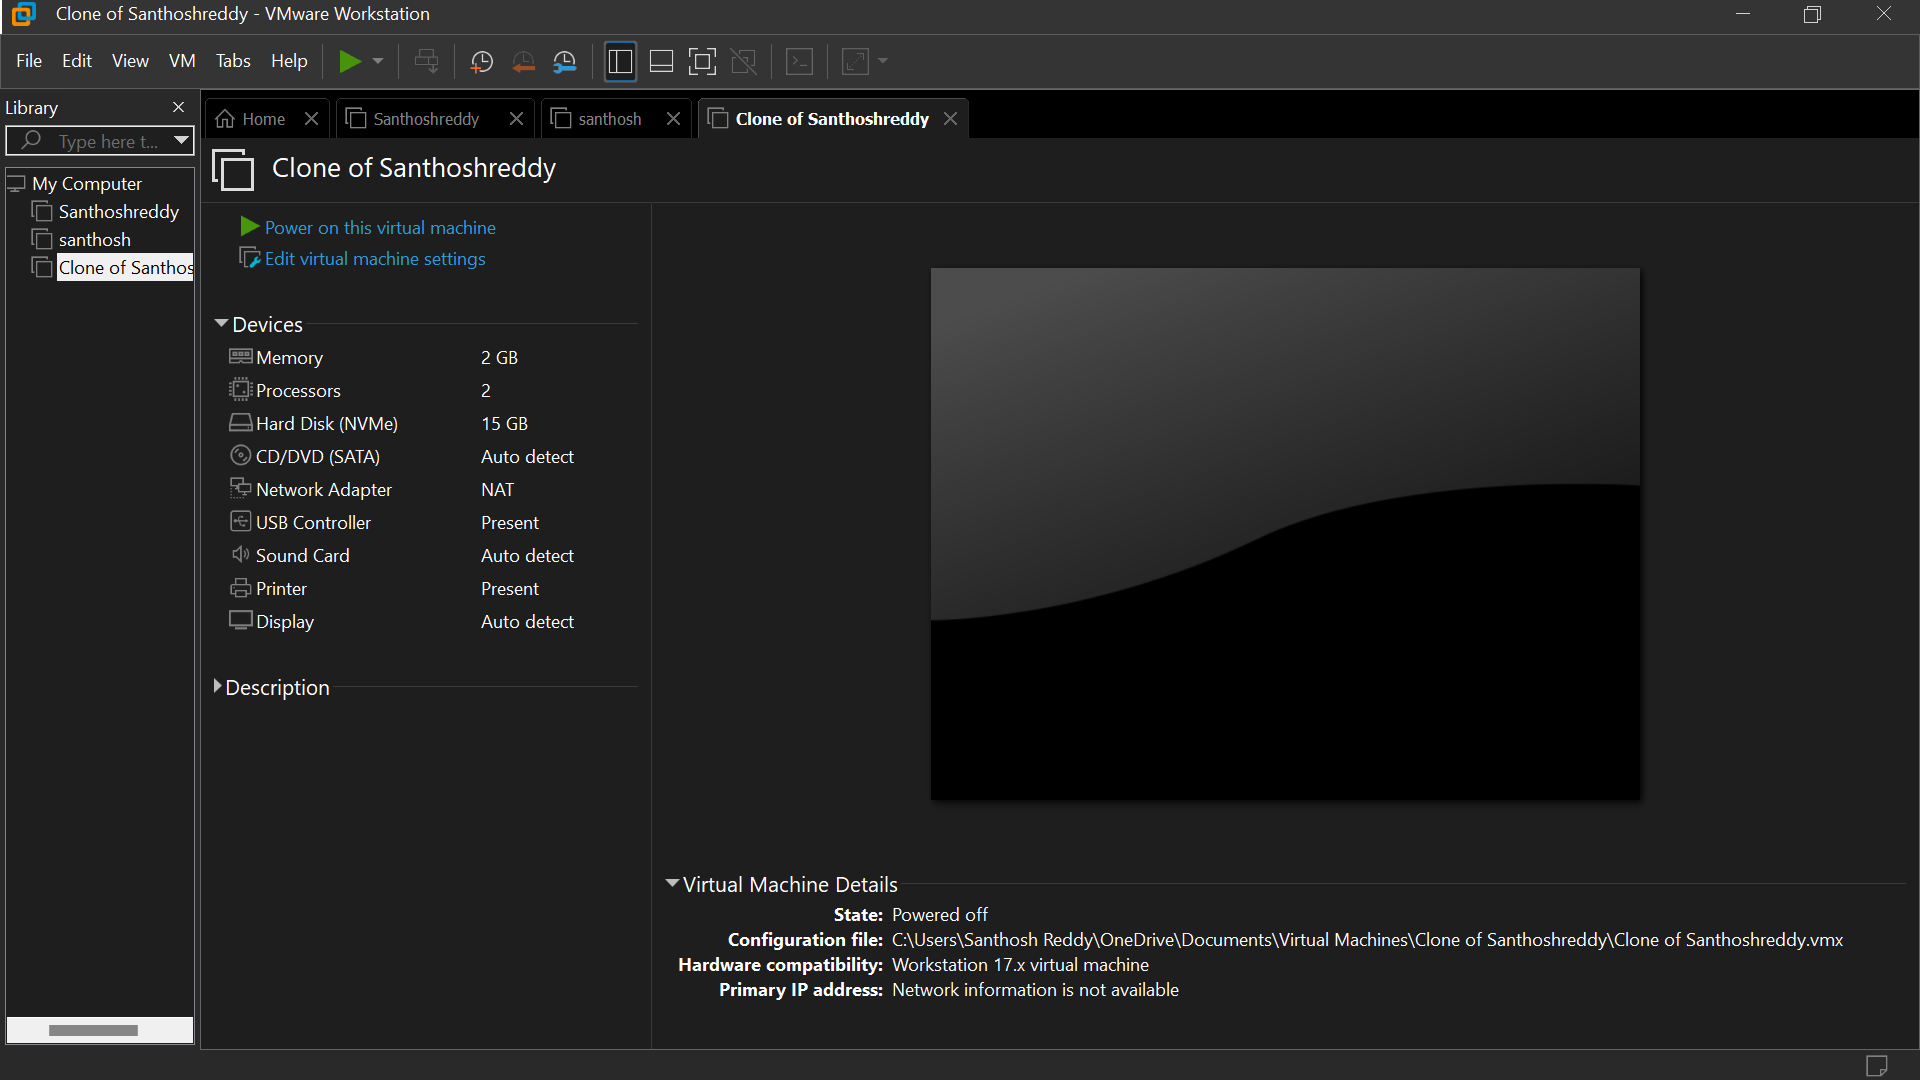 Clone of Santhoshreddy - VMware Workstation
File Edit View VM Tabs Help
Library
Type here t...
My Computer
Santhoshreddy
santhosh
Clone of Santhos
Home
Santhoshreddy
santhosh
Clone of Santhoshreddy
Clone of Santhoshreddy
Power on this virtual machine
Edit virtual machine settings
Devices
Memory 2 GB
Processors 2
Hard Disk (NVMe) 15 GB
CD/DVD (SATA) Auto detect
Network Adapter NAT
USB Controller Present
Sound Card Auto detect
Printer Present
Display Auto detect
Description
Virtual Machine Details
State: Powered off
Configuration file: C:\Users\Santhosh Reddy\OneDrive\Documents\Virtual Machines\Clone of Santhoshreddy\Clone of Santhoshreddy.vmx
Hardware compatibility: Workstation 17.x virtual machine
Primary IP address: Network information is not available